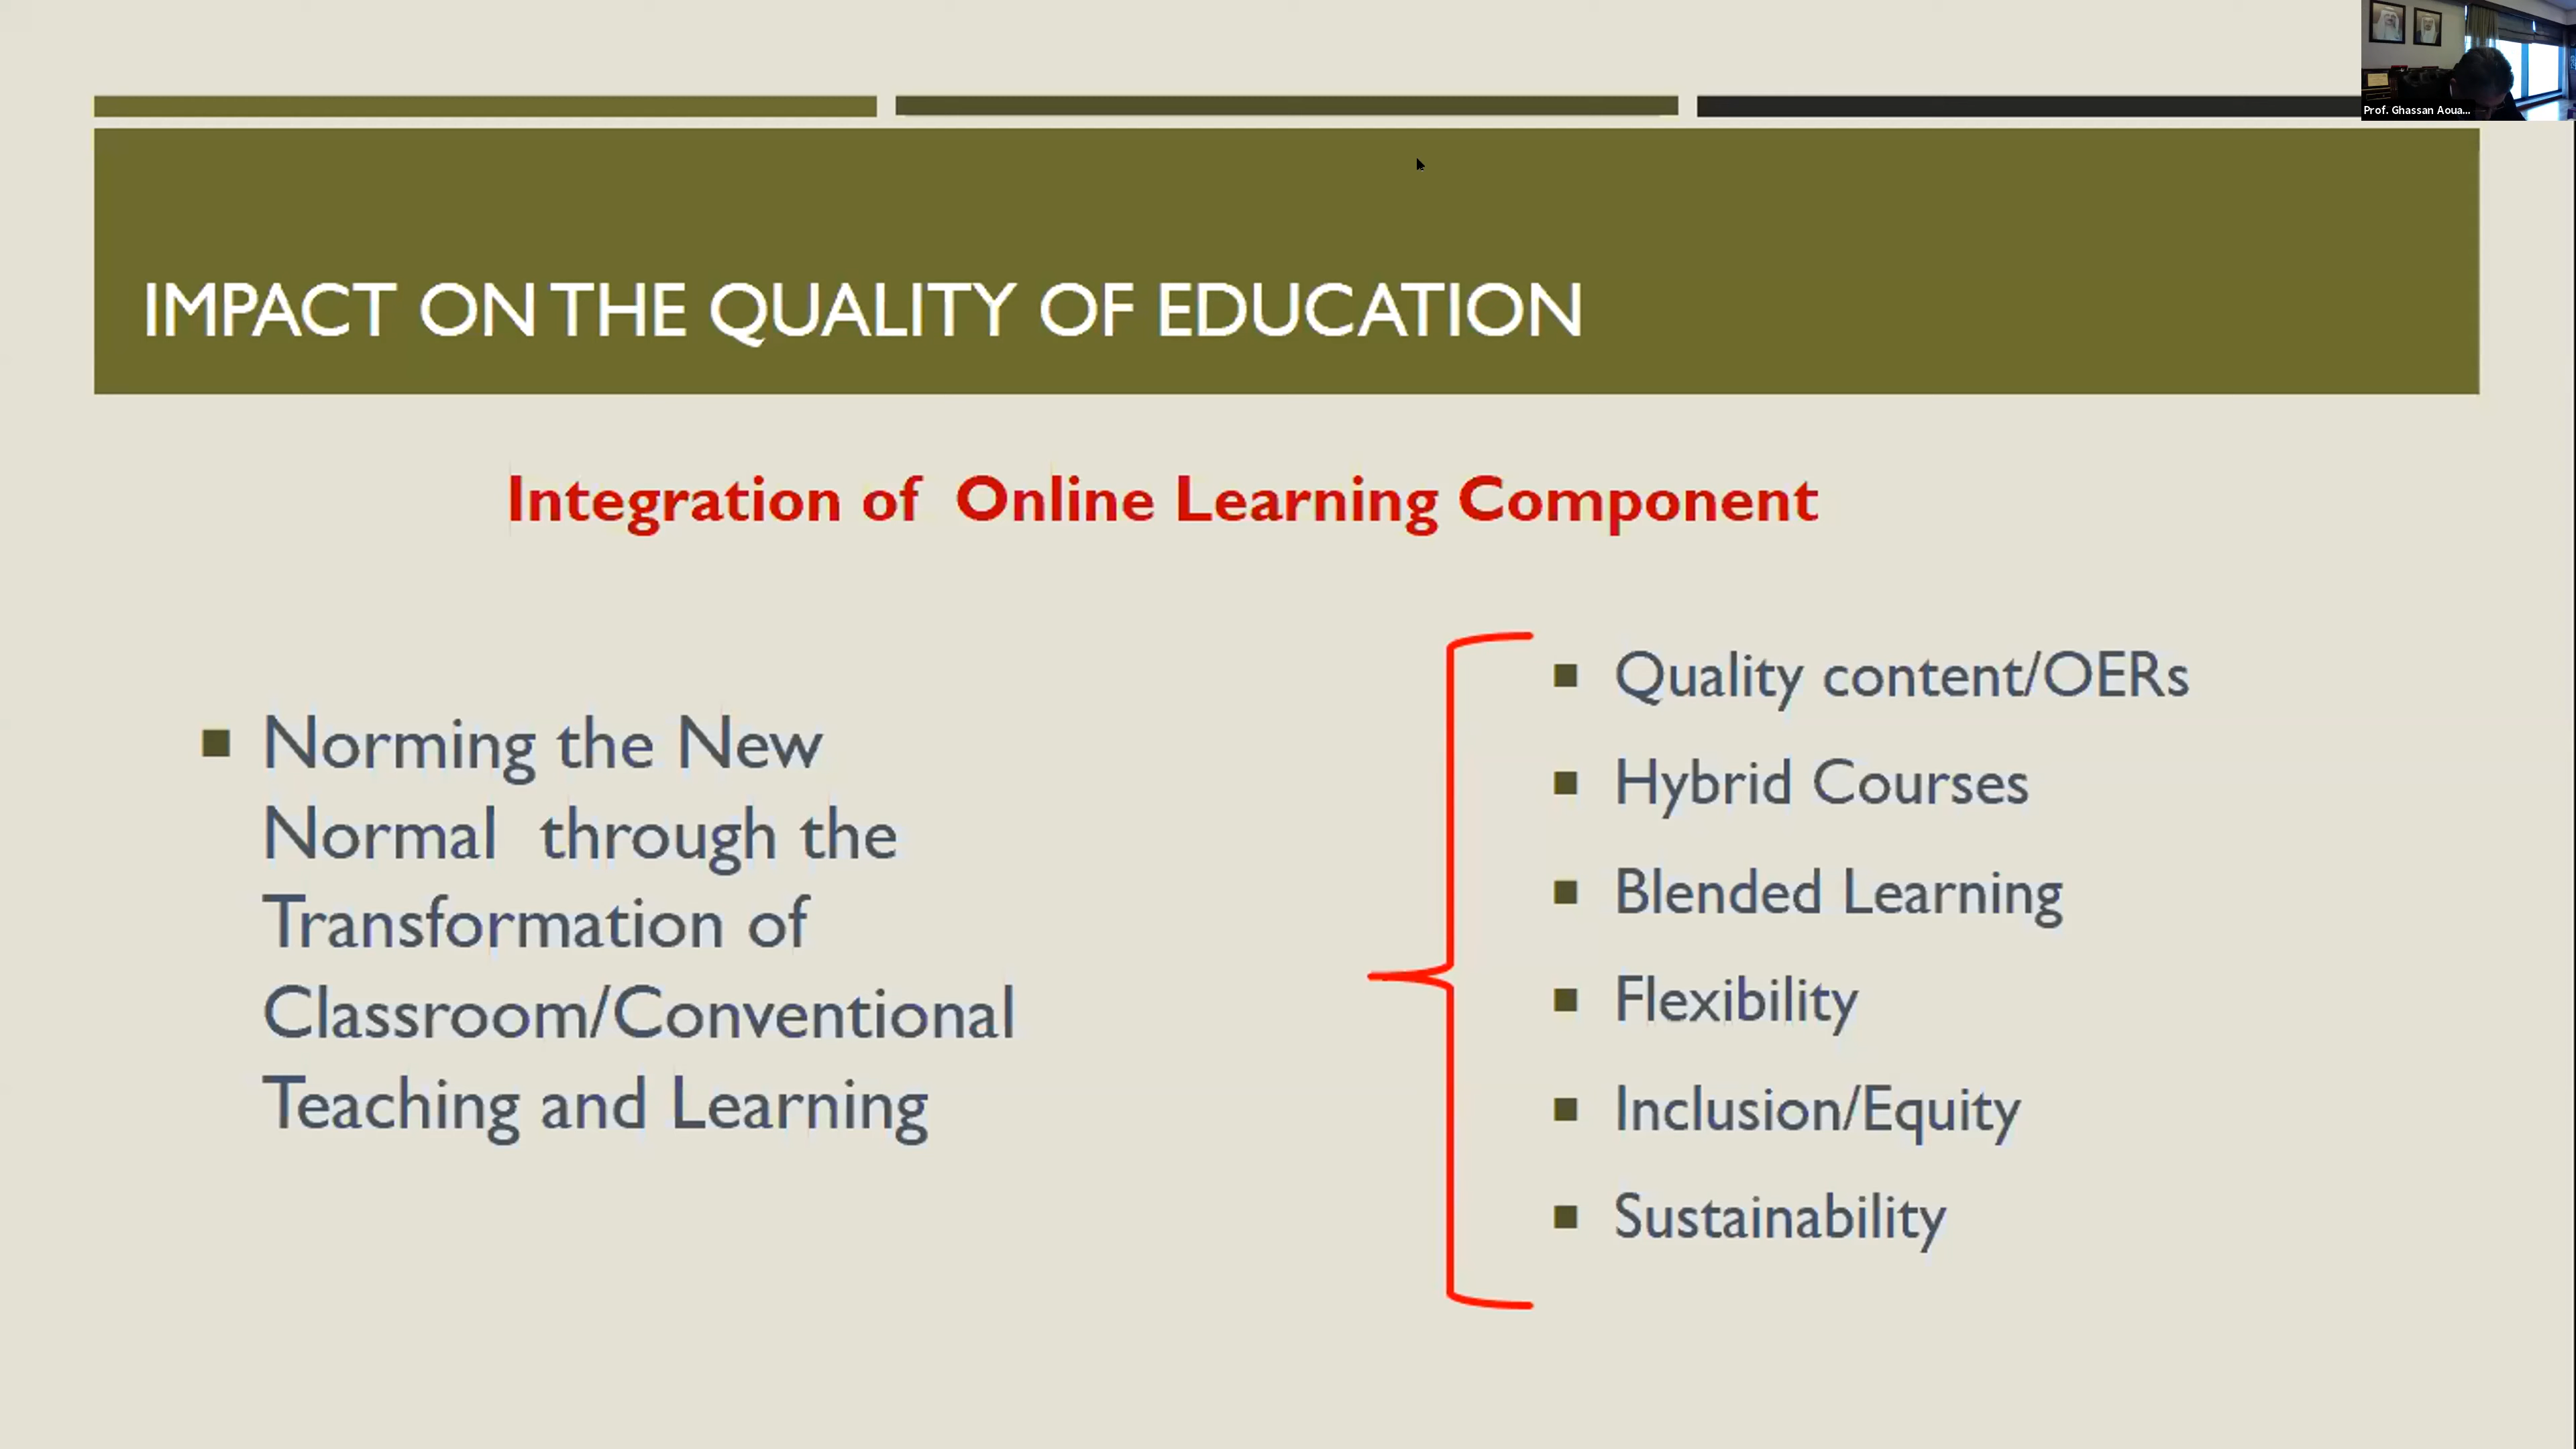 Prof. Ghassan Aoua...
IMPACT ON THE QUALITY OF EDUCATION
Integration of Online Learning Component
Norming the New
Normal through the
Transformation of
Classroom/Conventional
Teaching and Learning
Quality content/OERs
Hybrid Courses
Blended Learning
Flexibility
Inclusion/Equity
Sustainability